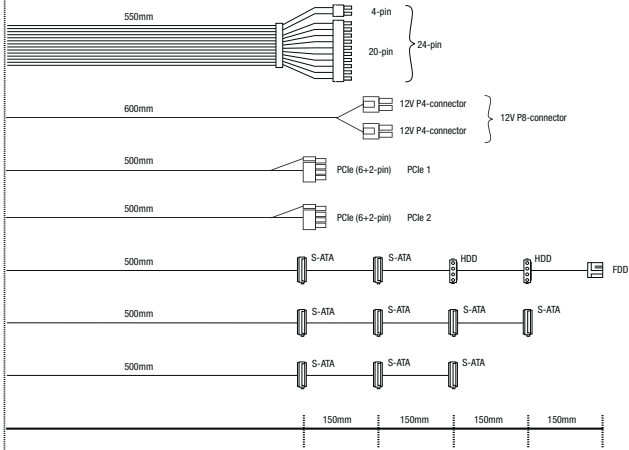 550mm
4-pin
20-pin
24-pin
600mm
12V P4-connector
12V P4-connector
12V P8-connector
500mm
PCIe (6+2-pin) PCIe 1
500mm
PCIe (6+2-pin) PCIe 2
500mm
S-ATA S-ATA HDD HDD FDD
500mm
S-ATA S-ATA S-ATA S-ATA
500mm
S-ATA S-ATA S-ATA
150mm 150mm 150mm 150mm